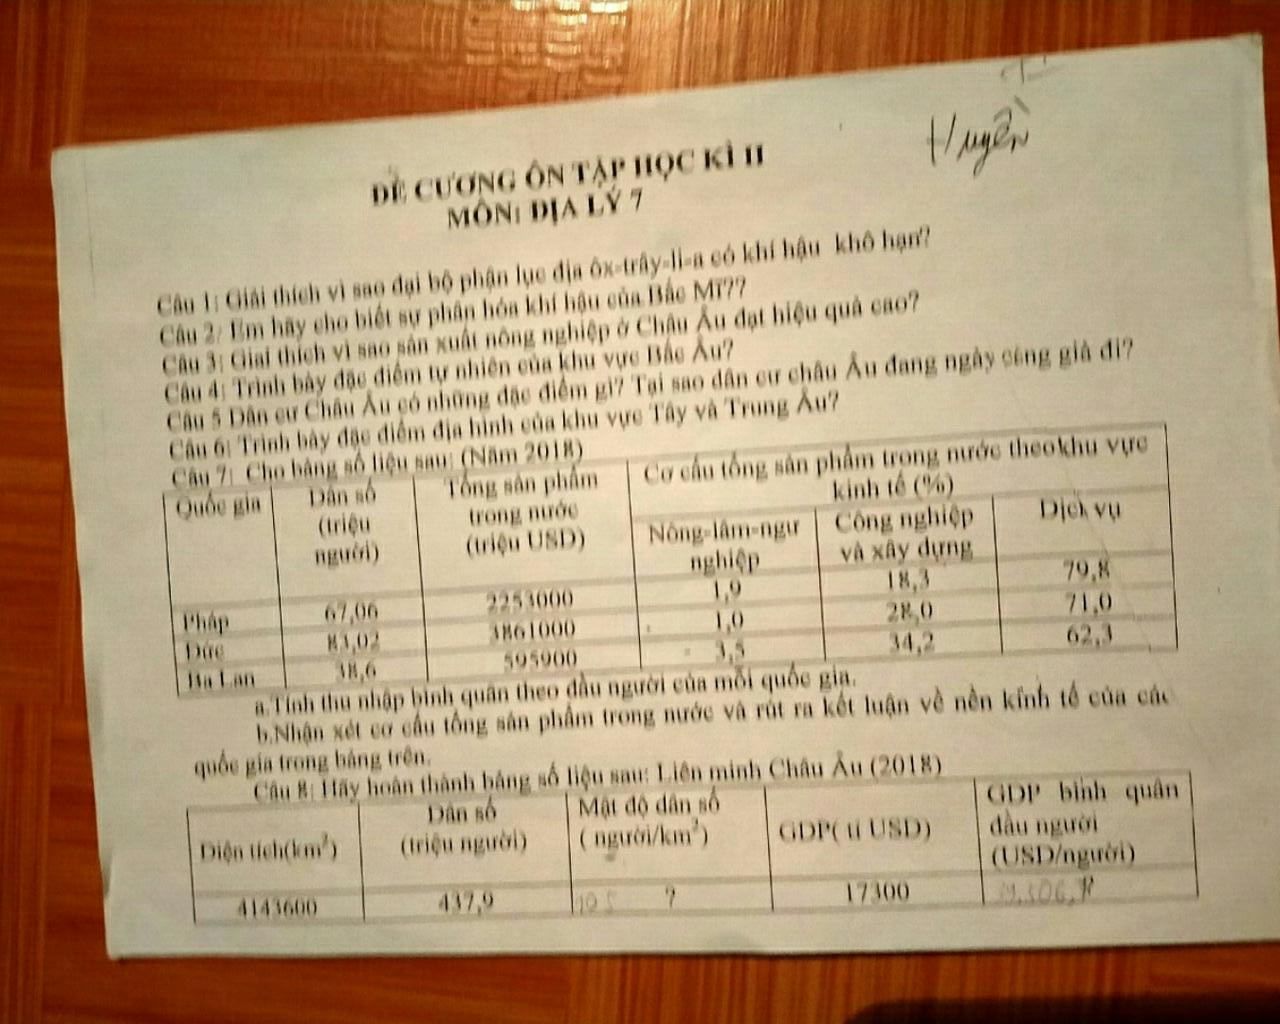 Huyền
ĐỀ CƯƠNG ÔN TẬP HỌC KÌ II
MÔN: ĐỊA LÝ 7
Câu 1: Giải thích vì sao đại bộ phận lục địa ôx-trây-li-a có khí hậu khô hạn?
Câu 2: Em hãy cho biết sự phân hóa khí hậu của Bắc Mĩ??
Câu 3: Giai thích vì sao sản xuất nông nghiệp ở Châu Âu đạt hiệu quả cao?
Câu 4: Trình bày đặc điểm tự nhiên của khu vực Bắc Âu?
Câu 5 Dân cư Châu Âu có những đặc điểm gì? Tại sao dân cư châu Âu đang ngày càng già đi?
Câu 6: Trình bày đặc điểm địa hình của khu vực Tây và Trung Âu?
Câu 7: Cho bảng số liệu sau: (Năm 2018)
Quốc gia
Dân số
(triệu
người)
Tổng sản phẩm
trong nước
(triệu USD)
Cơ cấu tổng sản phẩm trong nước theokhu vực
kinh tế (%)
Nông-lâm-ngư
nghiệp
Công nghiệp
và xây dựng
Dịch vụ
Pháp 67,06 2253000 1,9 18,3 79,8
Đức 83,02 3861000 1,0 28,0 71,0
Ba Lan 38,6 595900 3,5 34,2 62,3
a.Tính thu nhập bình quân theo đầu người của mỗi quốc gia.
b.Nhận xét cơ cấu tổng sản phẩm trong nước và rút ra kết luận về nền kinh tế của các
quốc gia trong bảng trên.
Câu 8: Hãy hoàn thành bảng số liệu sau: Liên minh Châu Âu (2018)
Diện tích(km²)
Dân số
(triệu người)
Mật độ dân số
( người/km²)
GDP( tỉ USD)
GDP bình quân
đầu người
(USD/người)
4143600 437,9 105 ? 17300